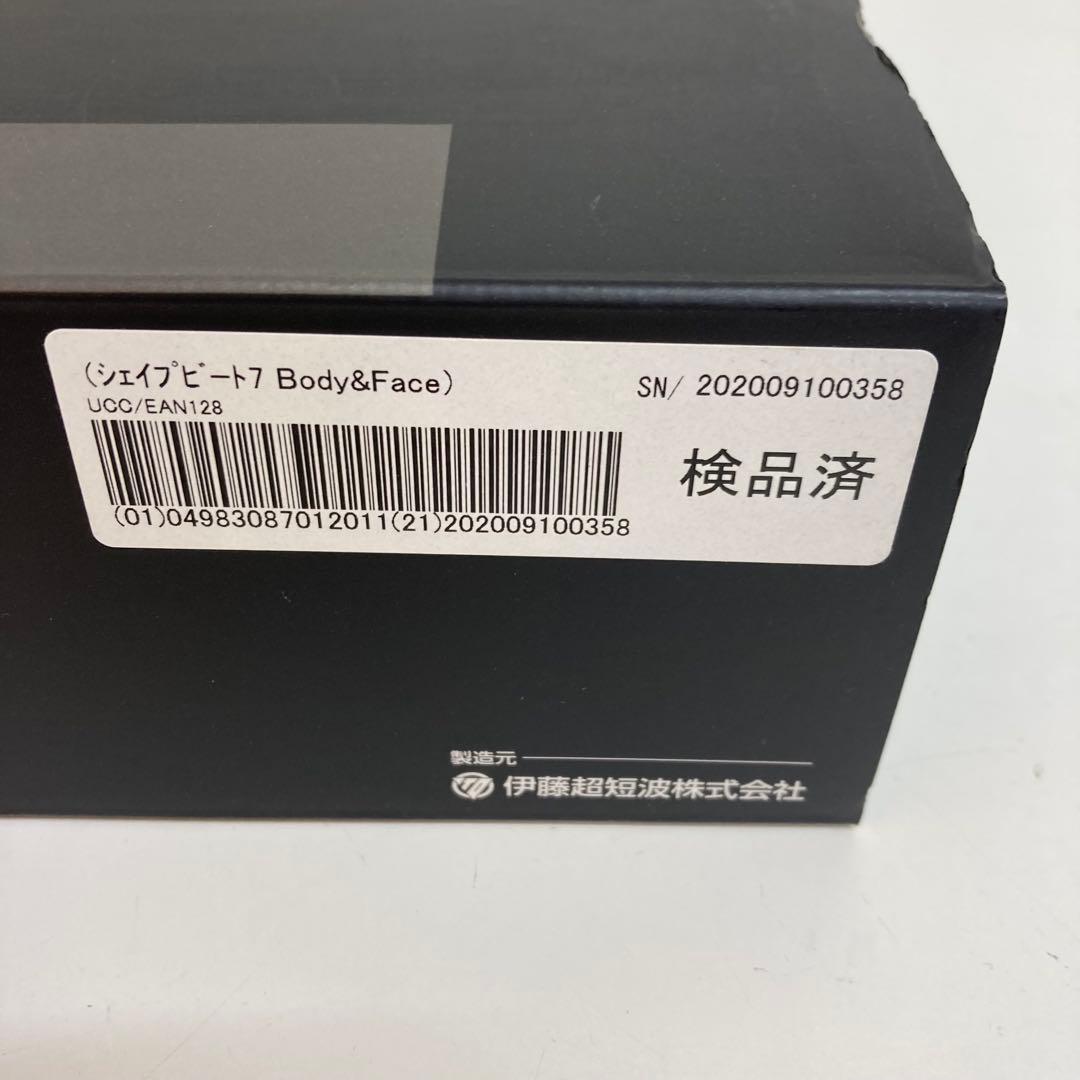 (シェイプビート7 Body&Face)
SN/ 202009100358
UCC/EAN128
検品済
(01)04983087012011(21)202009100358
製造元
伊藤超短波株式会社